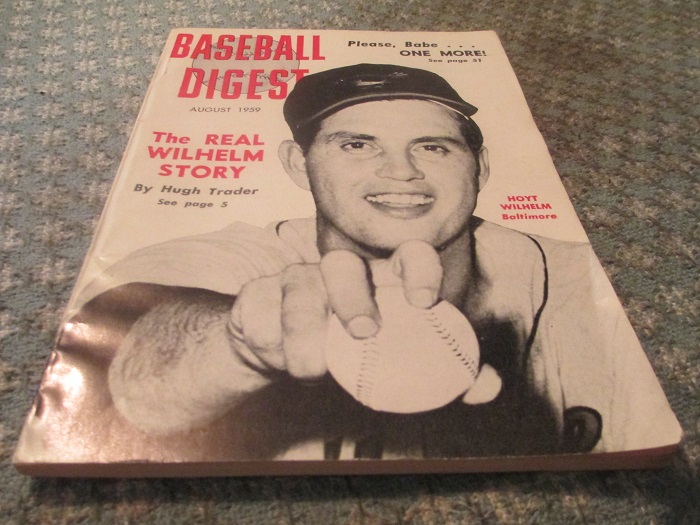 BASEBALL
DIGEST
AUGUST 1959
Please, Babe . . .
ONE MORE!
See page 51
The REAL
WILHELM
STORY
By Hugh Trader
See page 5
HOYT
WILHELM
Baltimore